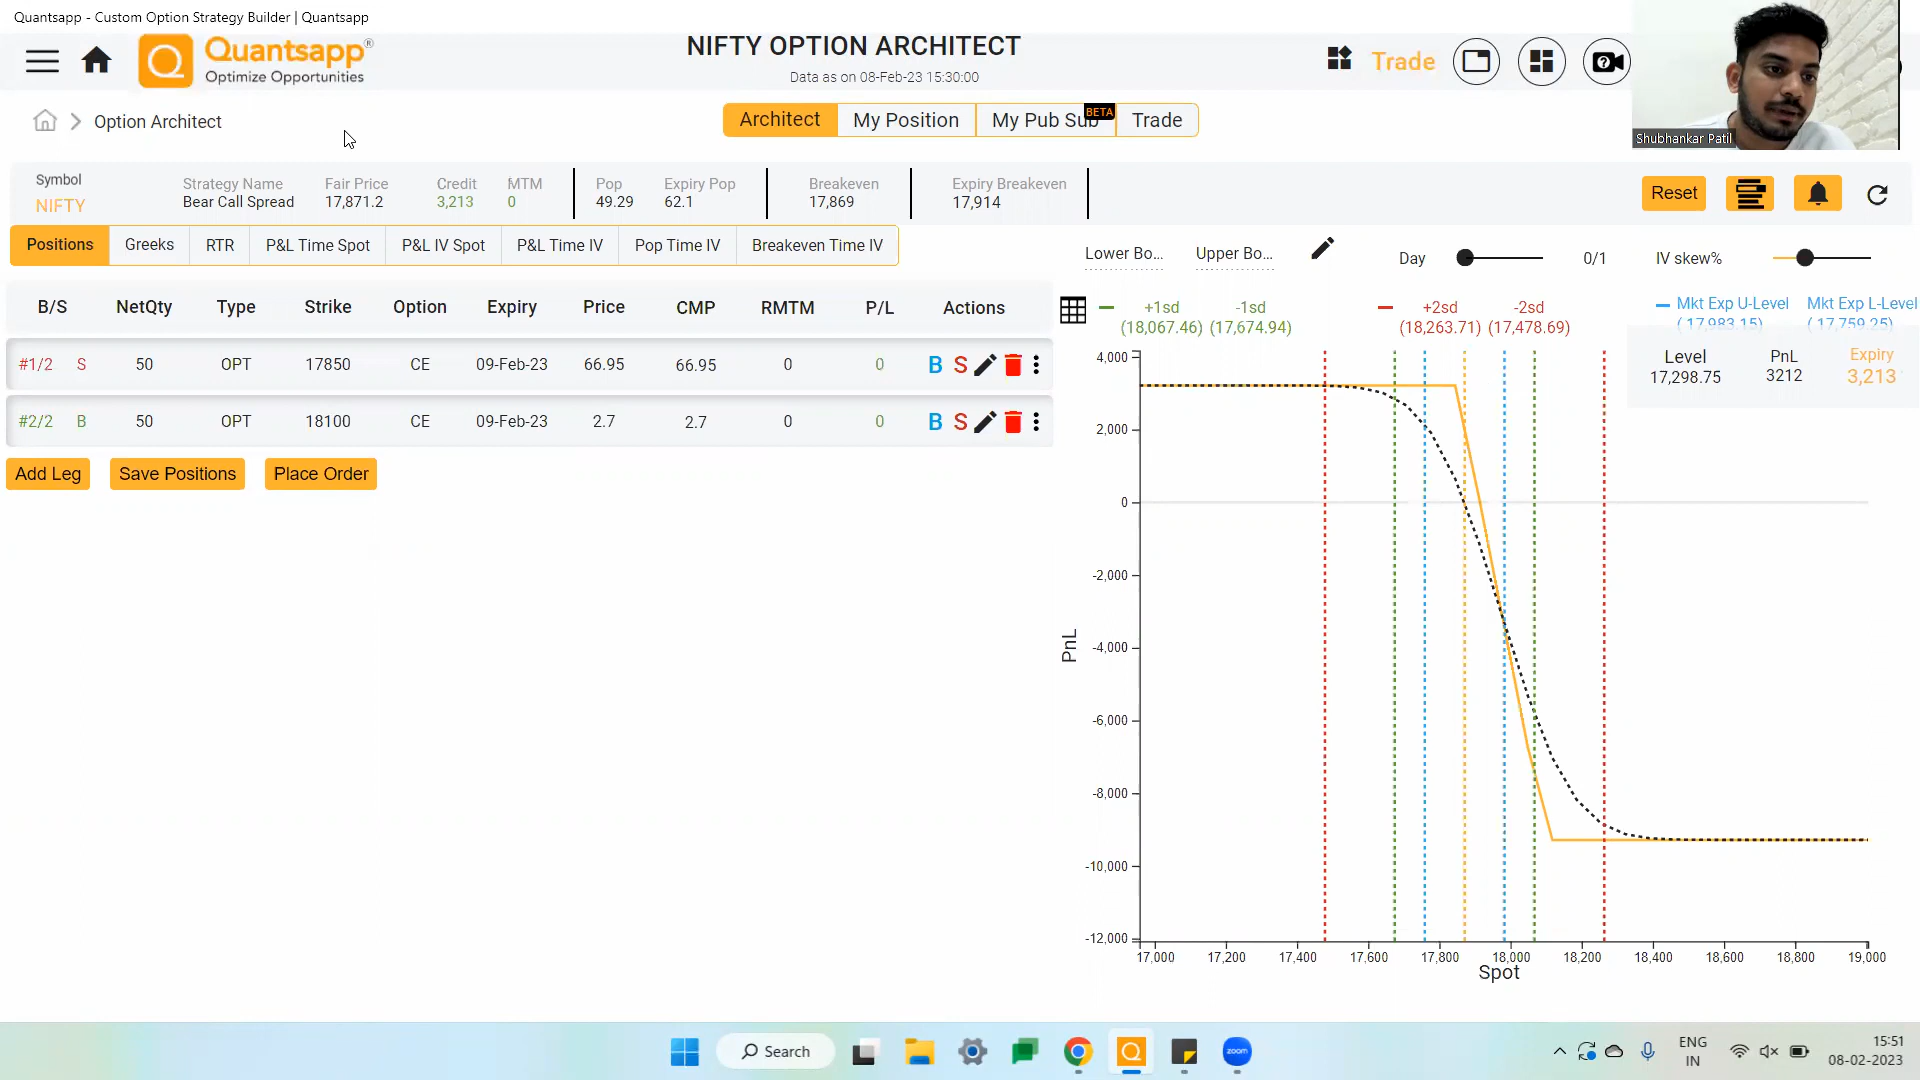 Quantsapp - Custom Option Strategy Builder | Quantsapp
Quantsapp®
Optimize Opportunities
NIFTY OPTION ARCHITECT
Data as on 08-Feb-23 15:30:00
Trade
Shubhankar Patil
Option Architect
Architect
My Position
My Pub Sub
BETA
Trade
Symbol
NIFTY
Strategy Name
Bear Call Spread
Fair Price
17,871.2
Credit
3,213
MTM
0
Pop
49.29
Expiry Pop
62.1
Breakeven
17,869
Expiry Breakeven
17,914
Reset
Positions
Greeks
RTR
P&L Time Spot
P&L IV Spot
P&L Time IV
Pop Time IV
Breakeven Time IV
Lower Bo...
Upper Bo...
Day
0/1
IV skew%
B/S NetQty Type Strike Option Expiry Price CMP RMTM P/L Actions
#1/2 S 50 OPT 17850 CE 09-Feb-23 66.95 66.95 0 0 B S
#2/2 B 50 OPT 18100 CE 09-Feb-23 2.7 2.7 0 0 B S
Add Leg
Save Positions
Place Order
+1sd -1sd
(18,067.46) (17,674.94)
+2sd -2sd
(18,263.71) (17,478.69)
Mkt Exp U-Level Mkt Exp L-Level
( 17,983.15) ( 17,759.25)
Level PnL Expiry
17,298.75 3212 3,213
4,000
2,000
0
-2,000
-4,000
-6,000
-8,000
-10,000
-12,000
PnL
17,000 17,200 17,400 17,600 17,800 18,000 18,200 18,400 18,600 18,800 19,000
Spot
Search
zoom
ENG
IN
15:51
08-02-2023